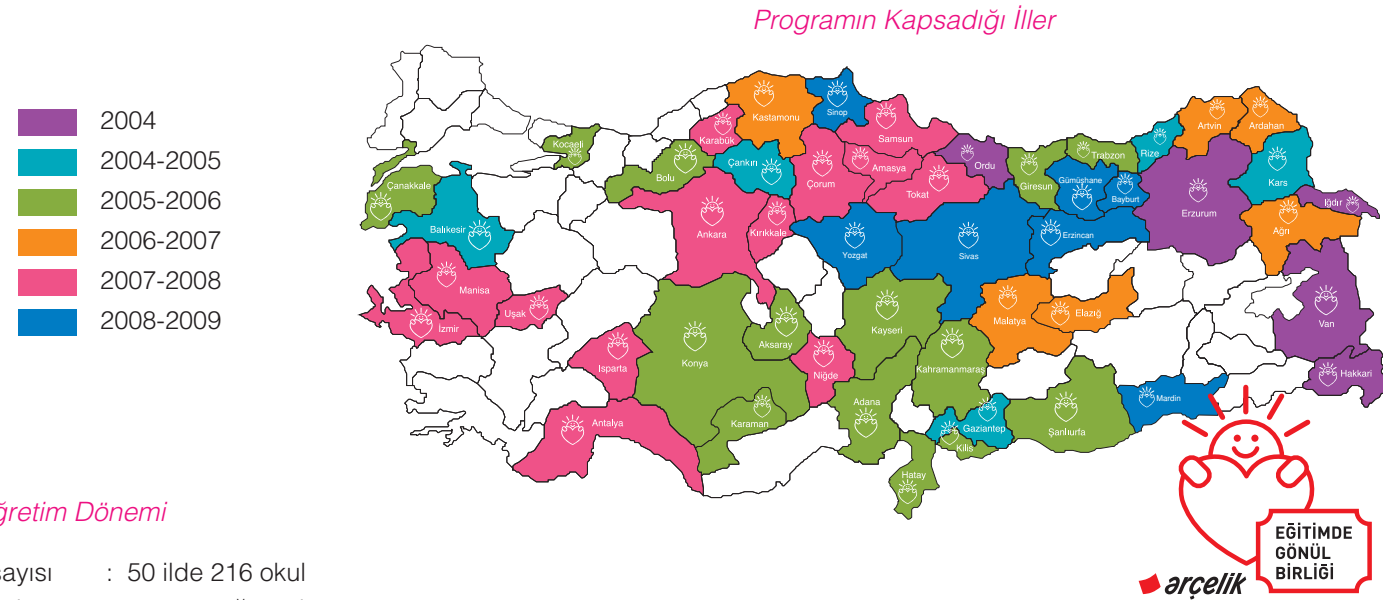 Programın Kapsadığı İller
2004
2004-2005
2005-2006
2006-2007
2007-2008
2008-2009
Kastamonu
Sinop
Karabük
Samsun
Kocaeli
Bolu
Çankırı
Çorum
Amasya
Tokat
Ordu
Giresun
Trabzon
Gümüşhane
Bayburt
Rize
Artvin
Ardahan
Kars
Iğdır
Erzurum
Ağrı
Çanakkale
Balıkesir
Ankara
Kırıkkale
Yozgat
Sivas
Erzincan
Manisa
İzmir
Uşak
Isparta
Konya
Aksaray
Kayseri
Niğde
Malatya
Elazığ
Van
Hakkari
Antalya
Karaman
Adana
Kahramanmaraş
Gaziantep
Kilis
Şanlıurfa
Mardin
Hatay
ğretim Dönemi
sayısı : 50 ilde 216 okul
EĞİTİMDE
GÖNÜL
BİRLİĞİ
arçelik